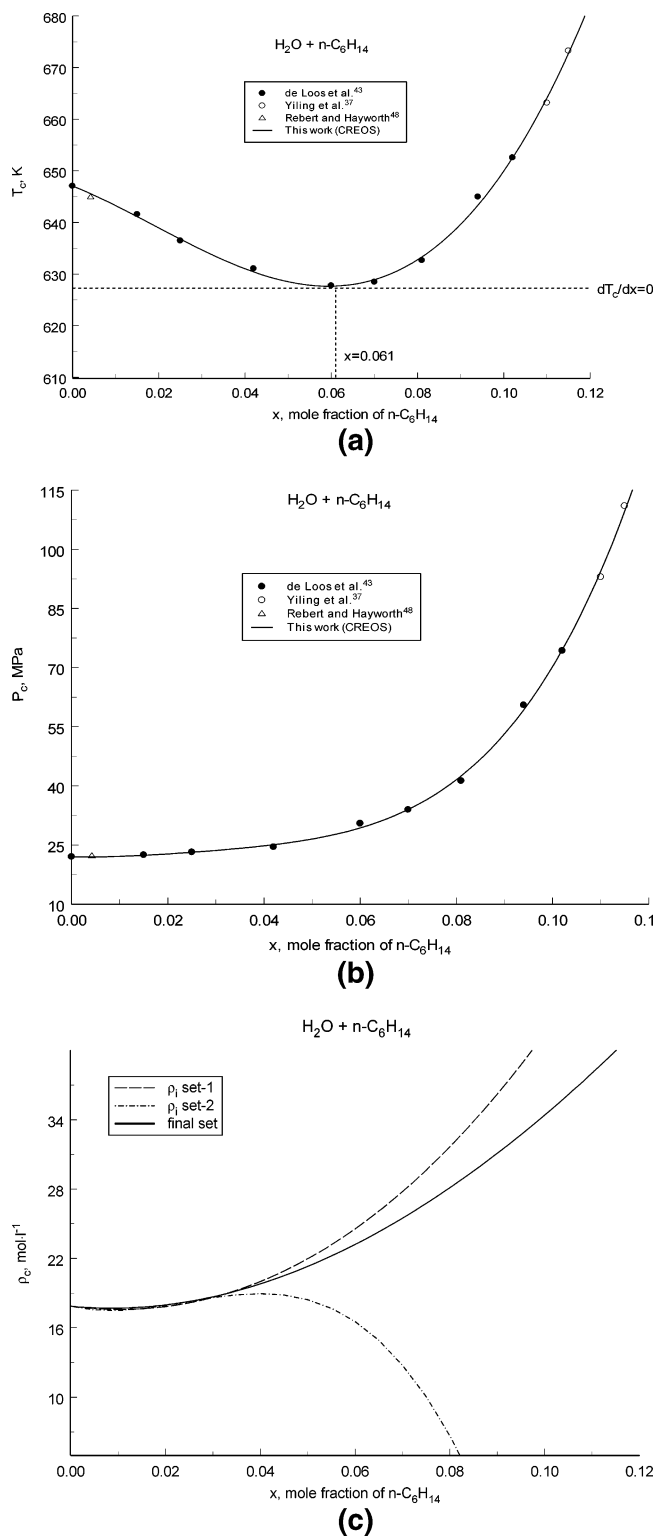 680
670
660
650
640
630
620
610
T_c, K
H₂O + n-C₆H₁₄
de Loos et al.⁴³
Yiling et al.³⁷
Rebert and Hayworth⁴⁸
This work (CREOS)
dT_c/dx=0
x=0.061
0.00 0.02 0.04 0.06 0.08 0.10 0.12
x, mole fraction of n-C₆H₁₄
(a)
115
100
85
70
55
40
25
10
P_c, MPa
H₂O + n-C₆H₁₄
de Loos et al.⁴³
Yiling et al.³⁷
Rebert and Hayworth⁴⁸
This work (CREOS)
0.00 0.02 0.04 0.06 0.08 0.10 0.1
x, mole fraction of n-C₆H₁₄
(b)
H₂O + n-C₆H₁₄
ρᵢ set-1
ρᵢ set-2
final set
34
28
22
16
10
ρ_c, mol·l⁻¹
0.00 0.02 0.04 0.06 0.08 0.10 0.12
x, mole fraction of n-C₆H₁₄
(c)